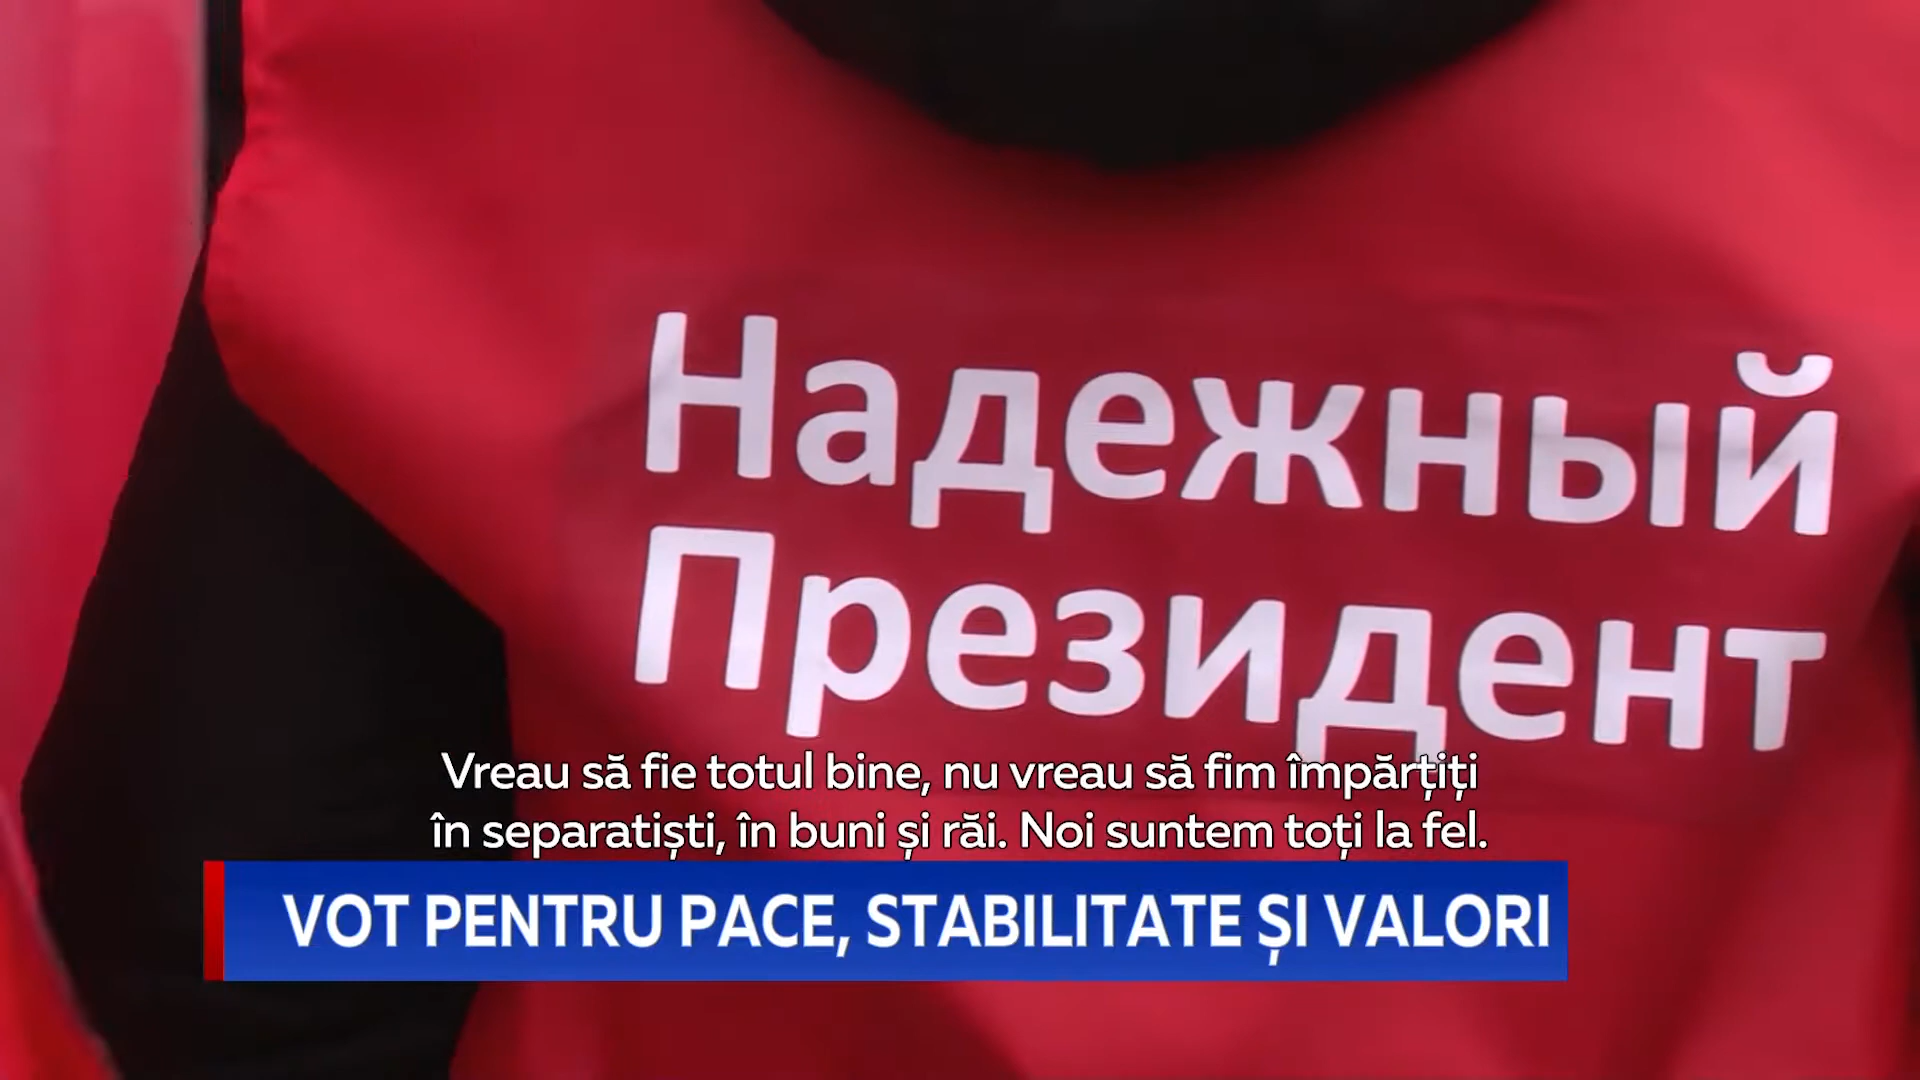 Надежный
Президент
Vreau să fie totul bine, nu vreau să fim împărțiți
în separatiști, în buni și răi. Noi suntem toți la fel.
VOT PENTRU PACE, STABILITATE ȘI VALORI